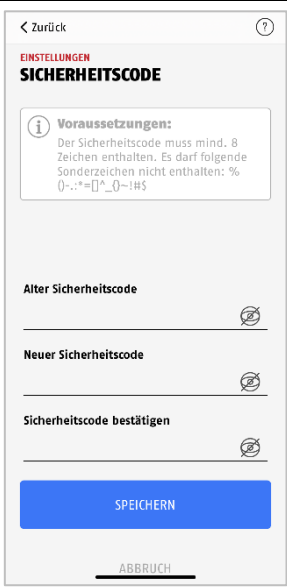 Zurück
?
EINSTELLUNGEN
SICHERHEITSCODE
i Voraussetzungen:
Der Sicherheitscode muss mind. 8
Zeichen enthalten. Es darf folgende
Sonderzeichen nicht enthalten: %
()-.:*=[]^_{}~!#$
Alter Sicherheitscode
Neuer Sicherheitscode
Sicherheitscode bestätigen
SPEICHERN
ABBRUCH